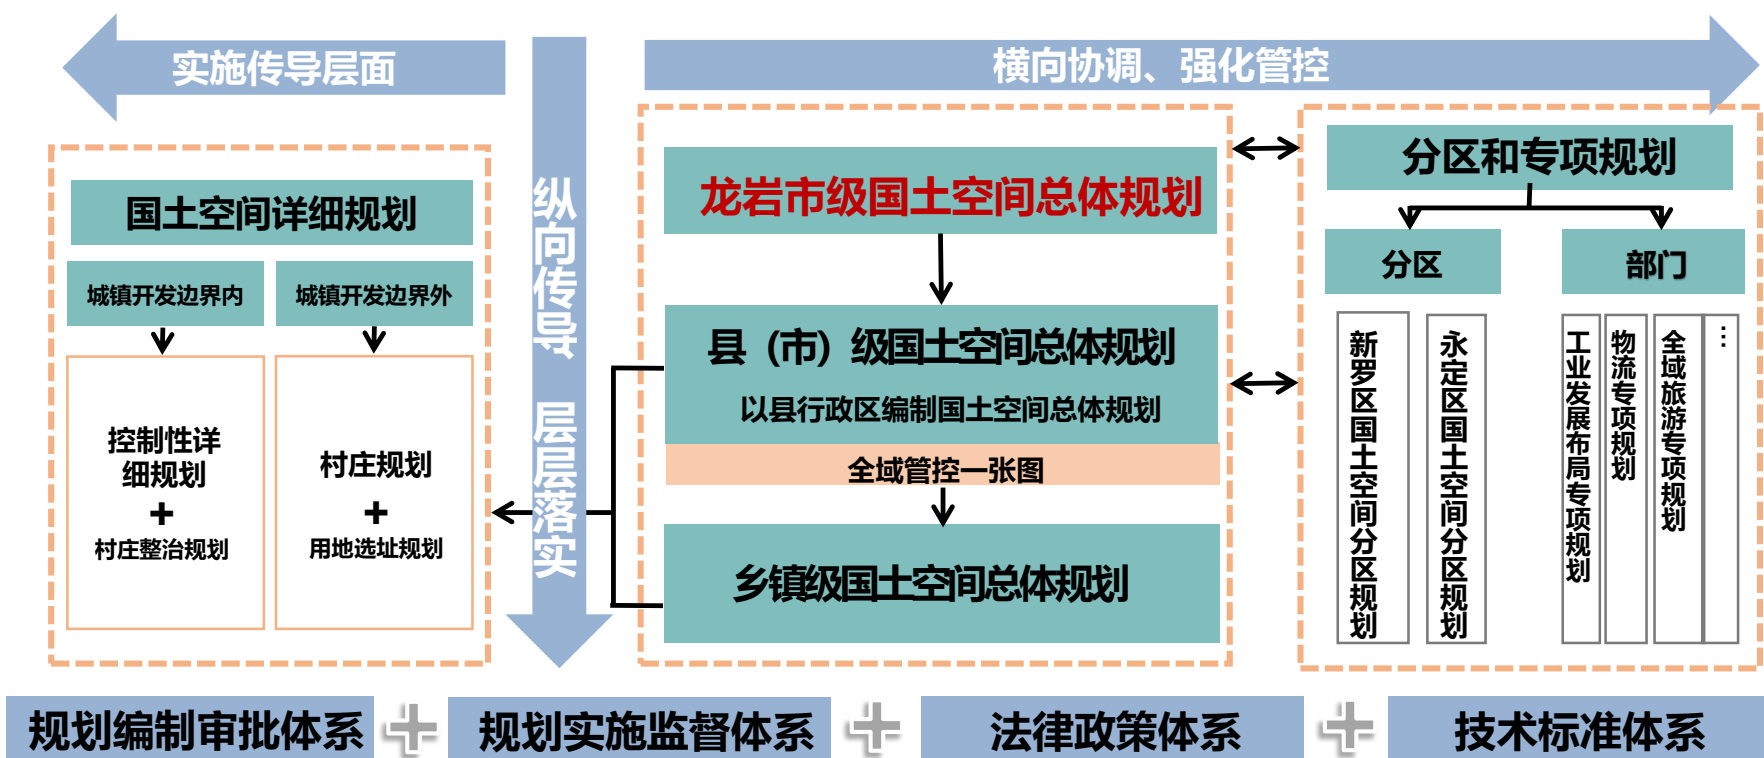 实施传导层面
横向协调、强化管控
纵向传导 层层落实
国土空间详细规划
城镇开发边界内
城镇开发边界外
控制性详
细规划
+
村庄整治规划
村庄规划
+
用地选址规划
龙岩市级国土空间总体规划
县（市）级国土空间总体规划
以县行政区编制国土空间总体规划
全域管控一张图
乡镇级国土空间总体规划
分区和专项规划
分区
部门
新罗区国土空间分区规划
永定区国土空间分区规划
工业发展布局专项规划
物流专项规划
全域旅游专项规划
…
规划编制审批体系 + 规划实施监督体系 + 法律政策体系 + 技术标准体系